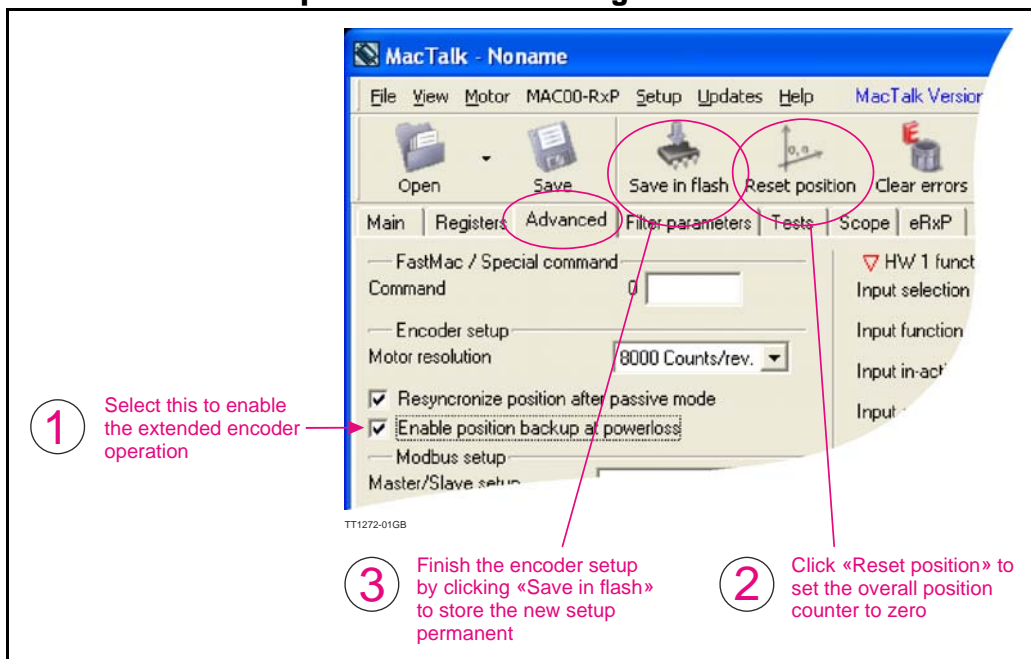 MacTalk - Noname
File View Motor MAC00-RxP Setup Updates Help MacTalk Version
Open Save Save in flash Reset position Clear errors
Main Registers Advanced Filter parameters Tests Scope eRxP
FastMac / Special command
Command 0
Encoder setup
Motor resolution 8000 Counts/rev.
Resyncronize position after passive mode
Enable position backup at powerloss
Modbus setup
Master/Slave setup
HW 1 funct
Input selection
Input function
Input in-act
Input
1 Select this to enable
the extended encoder
operation
TT1272-01GB
3 Finish the encoder setup
by clicking «Save in flash»
to store the new setup
permanent
2 Click «Reset position» to
set the overall position
counter to zero